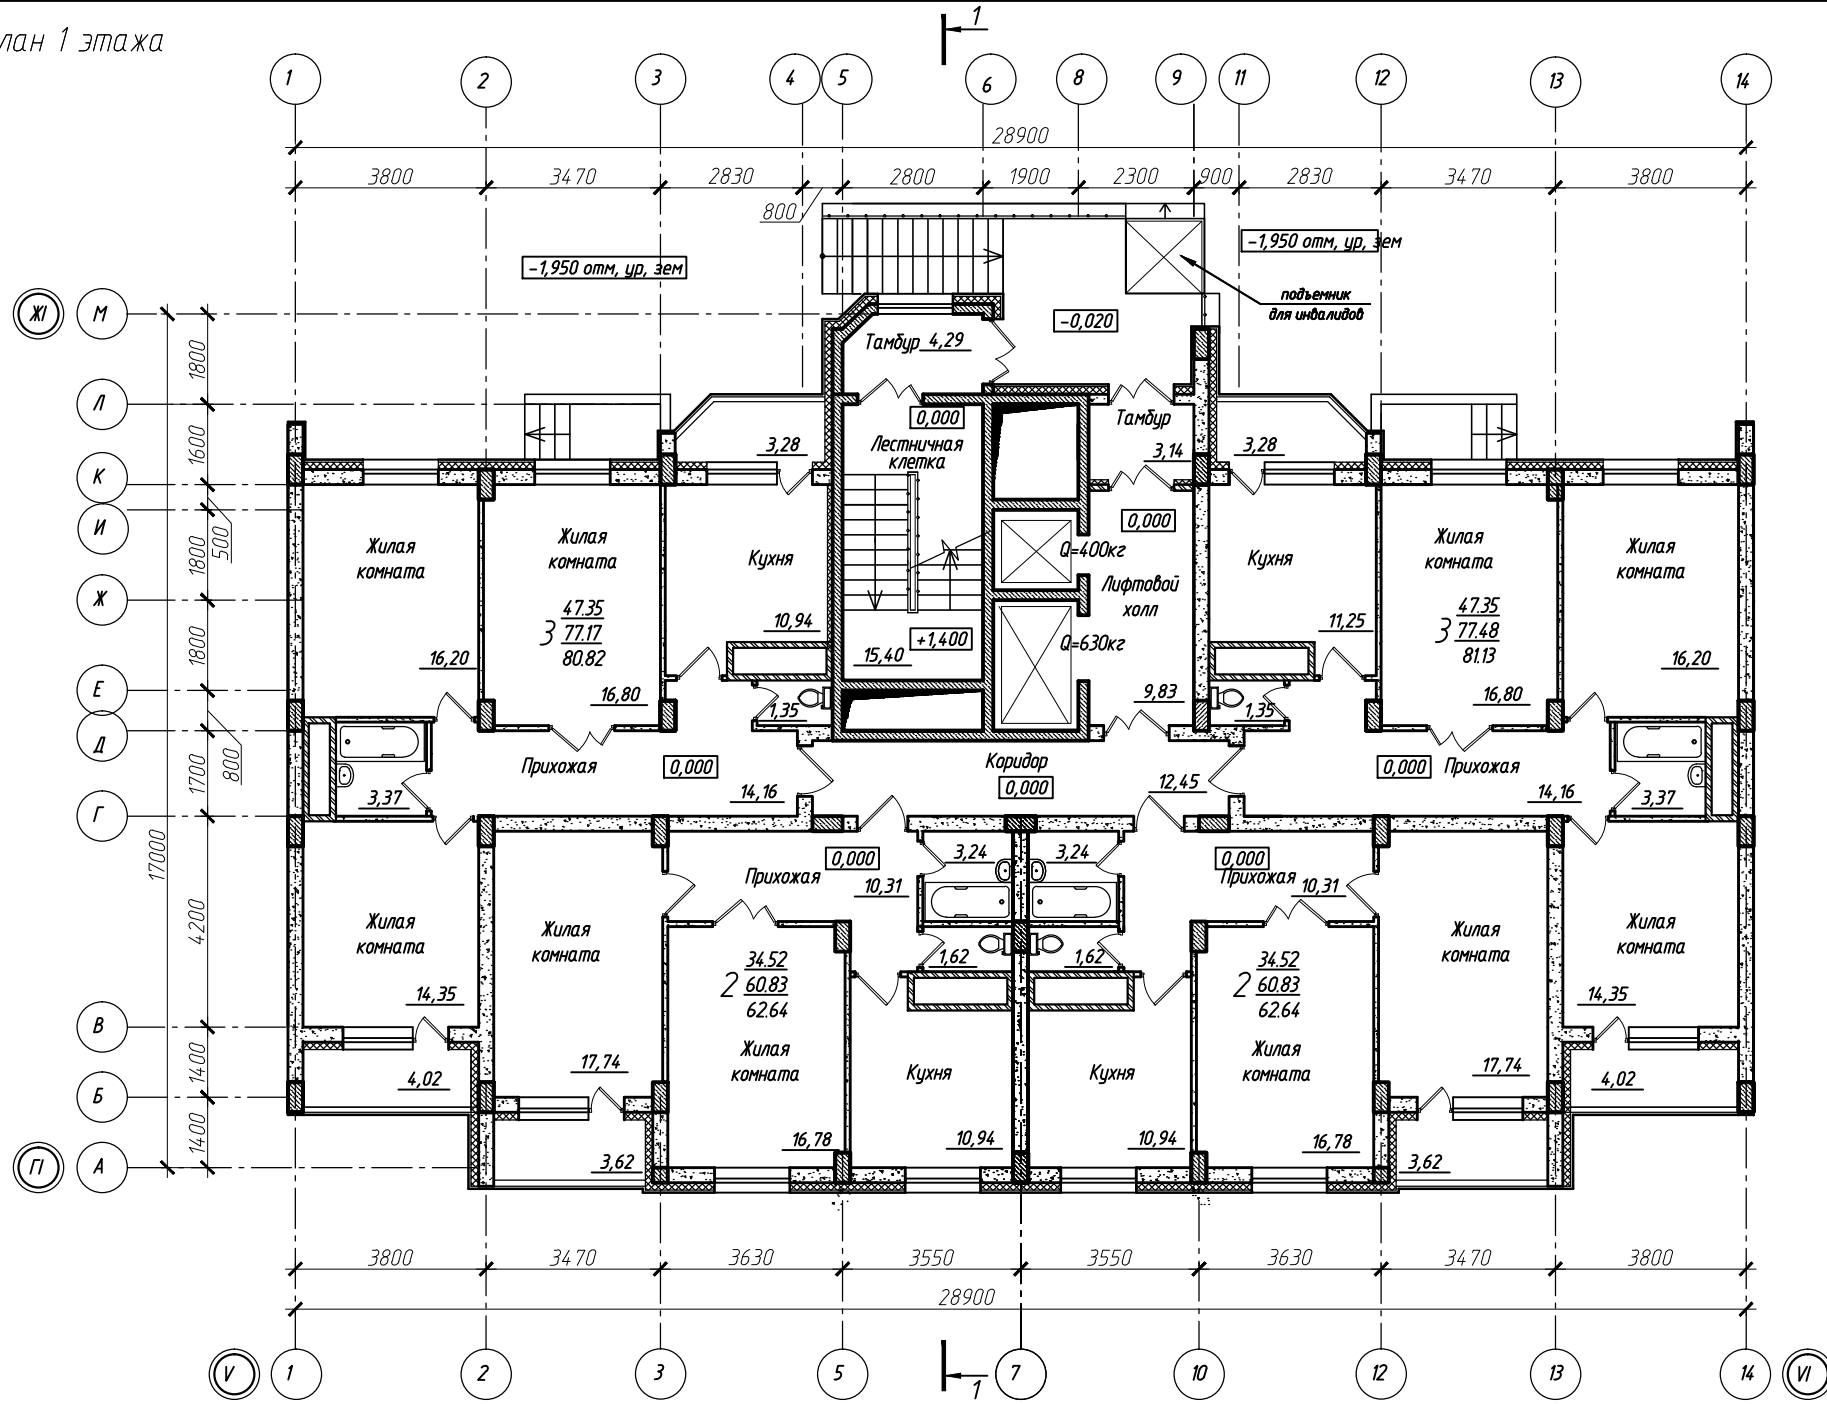 лан 1 этажа
1
1 2 3 4 5 6 8 9 11 12 13 14
28900
3800 3470 2830 2800 1900 2300 900 2830 3470 3800
800
-1,950 отм, ур, зем
-1,950 отм, ур, зем
подъемник
для инвалидов
ЖI М
-0,020
Тамбур 4,29
1800
Л
0,000
Тамбур
3,28
Лестничная
клетка
3,14
3,28
1600
К
И
500
0,000
Жилая
комната
Жилая
комната
Кухня
Q=400кг
Кухня
Жилая
комната
Жилая
комната
1800
Ж
Лифтовой
холл
47.35
3 77.17
80.82
10,94
+1,400
15,40
Q=630кг
11,25
47.35
3 77.48
81.13
1800
16,20
16,80
1,35
9,83
1,35
16,80
16,20
Е
Д
800
1700
Прихожая
0,000
Коридор
0,000
0,000
Прихожая
3,37
14,16
12,45
14,16
3,37
Г
17000
0,000
3,24
3,24
0,000
Прихожая
10,31
Прихожая
10,31
4200
Жилая
комната
Жилая
комната
Жилая
комната
Жилая
комната
1,62
1,62
34.52
2 60.83
62.64
34.52
2 60.83
62.64
14,35
14,35
В
Жилая
комната
Кухня
Кухня
Жилая
комната
1400
4,02
17,74
17,74
4,02
Б
1400
16,78
10,94
10,94
16,78
3,62
3,62
ГI А
3800 3470 3630 3550 3550 3630 3470 3800
28900
V 1 2 3 5 7 10 12 13 14 VI
1